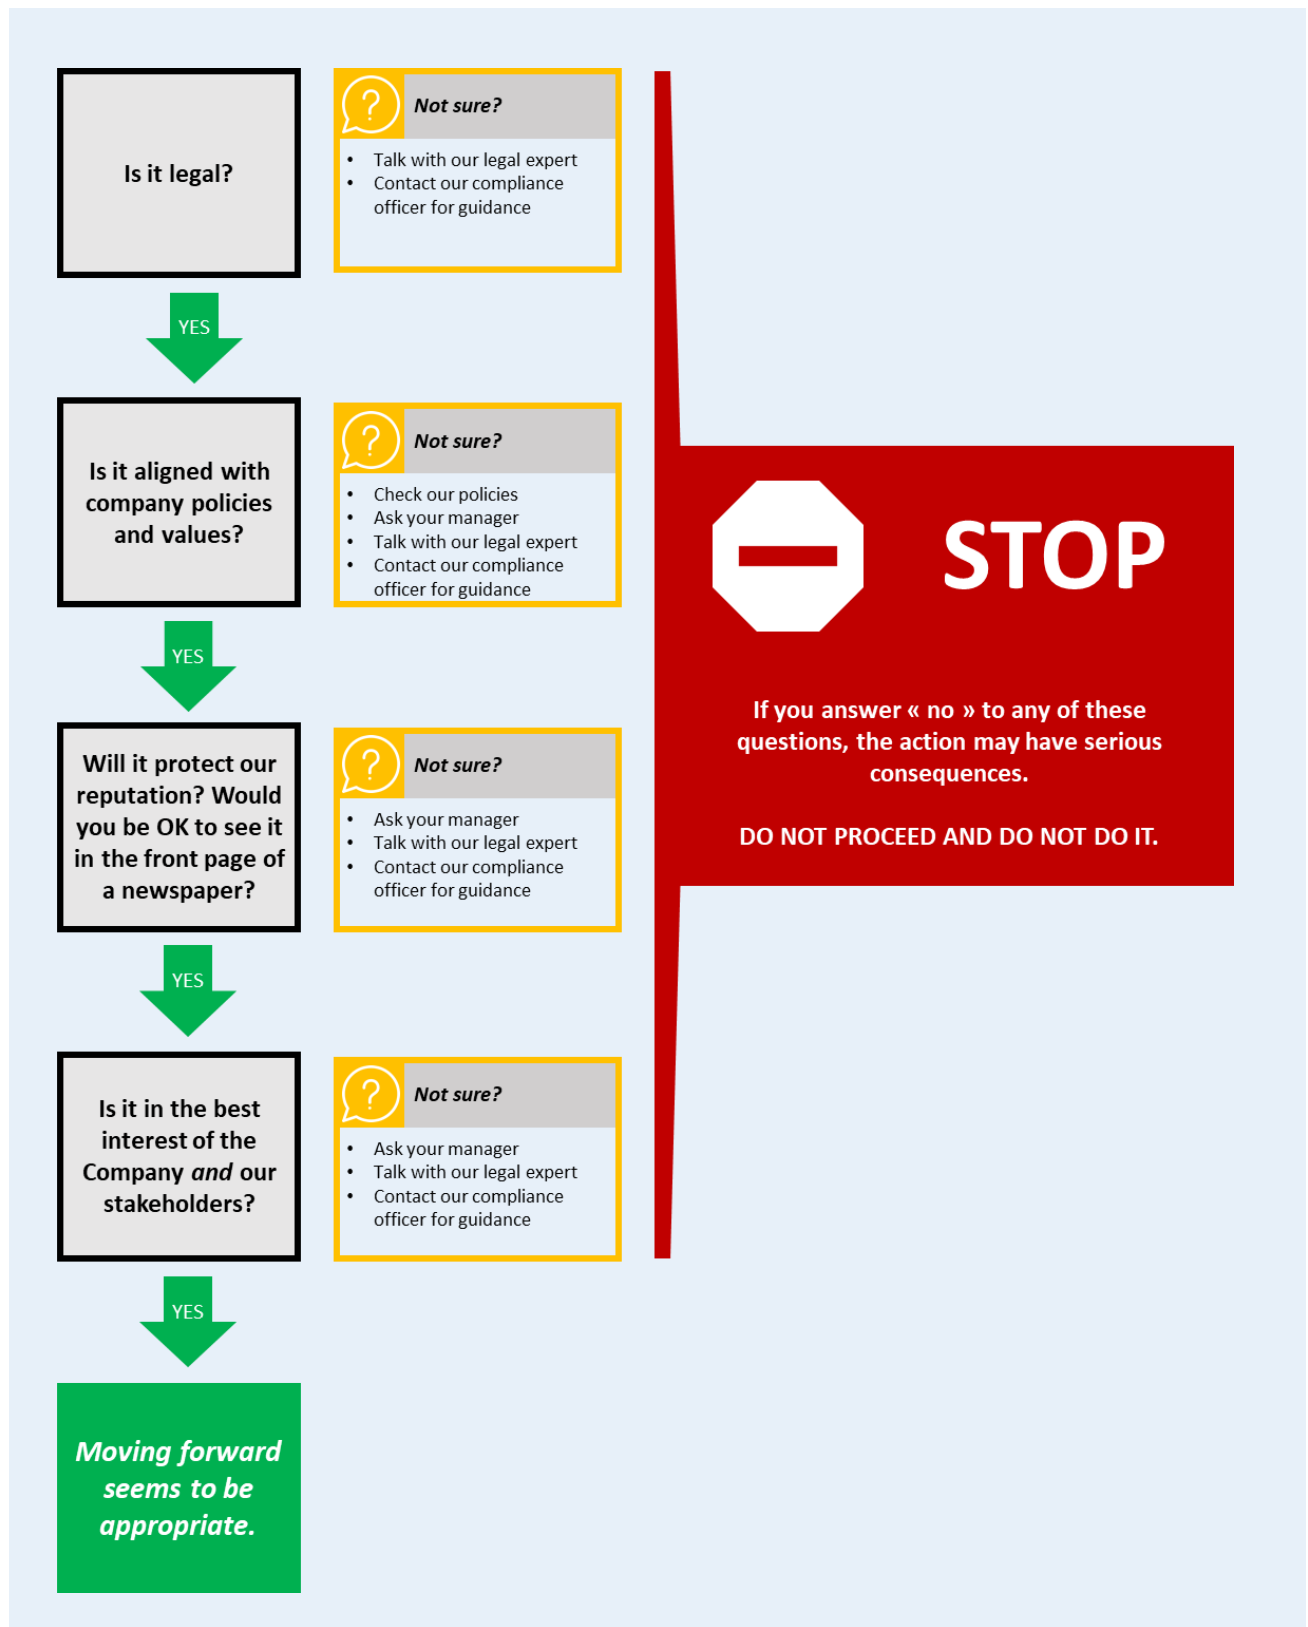 Is it legal?
?
Not sure?
• Talk with our legal expert
• Contact our compliance
officer for guidance
YES
Is it aligned with
company policies
and values?
?
Not sure?
• Check our policies
• Ask your manager
• Talk with our legal expert
• Contact our compliance
officer for guidance
YES
Will it protect our
reputation? Would
you be OK to see it
in the front page of
a newspaper?
?
Not sure?
• Ask your manager
• Talk with our legal expert
• Contact our compliance
officer for guidance
YES
Is it in the best
interest of the
Company and our
stakeholders?
?
Not sure?
• Ask your manager
• Talk with our legal expert
• Contact our compliance
officer for guidance
YES
Moving forward
seems to be
appropriate.
STOP
If you answer « no » to any of these
questions, the action may have serious
consequences.
DO NOT PROCEED AND DO NOT DO IT.